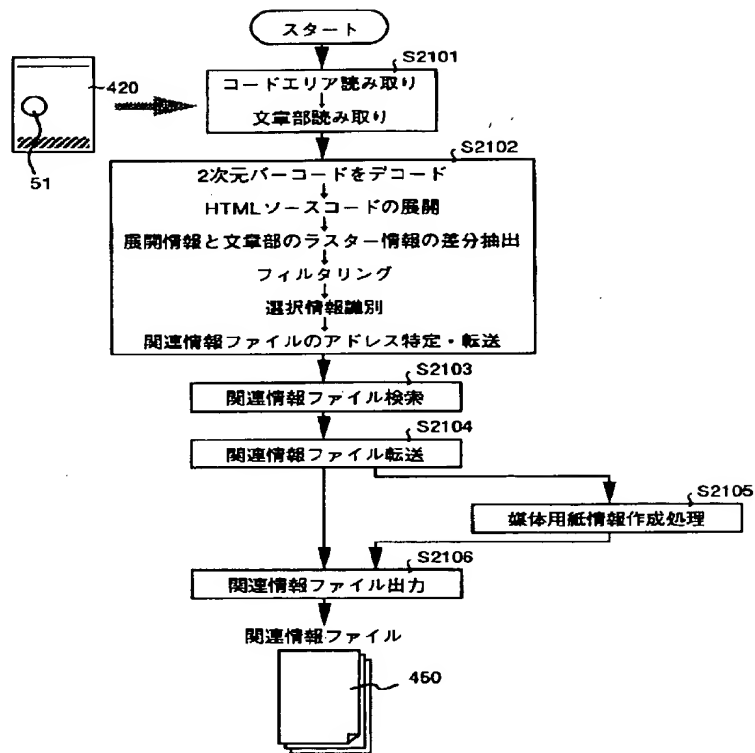 スタート
S2101
420
コードエリア読み取り
文章部読み取り
51
S2102
2次元バーコードをデコード
HTMLソースコードの展開
展開情報と文章部のラスター情報の差分抽出
フィルタリング
選択情報識別
関連情報ファイルのアドレス特定・転送
S2103
関連情報ファイル検索
S2104
関連情報ファイル転送
S2105
媒体用紙情報作成処理
S2106
関連情報ファイル出力
関連情報ファイル
450